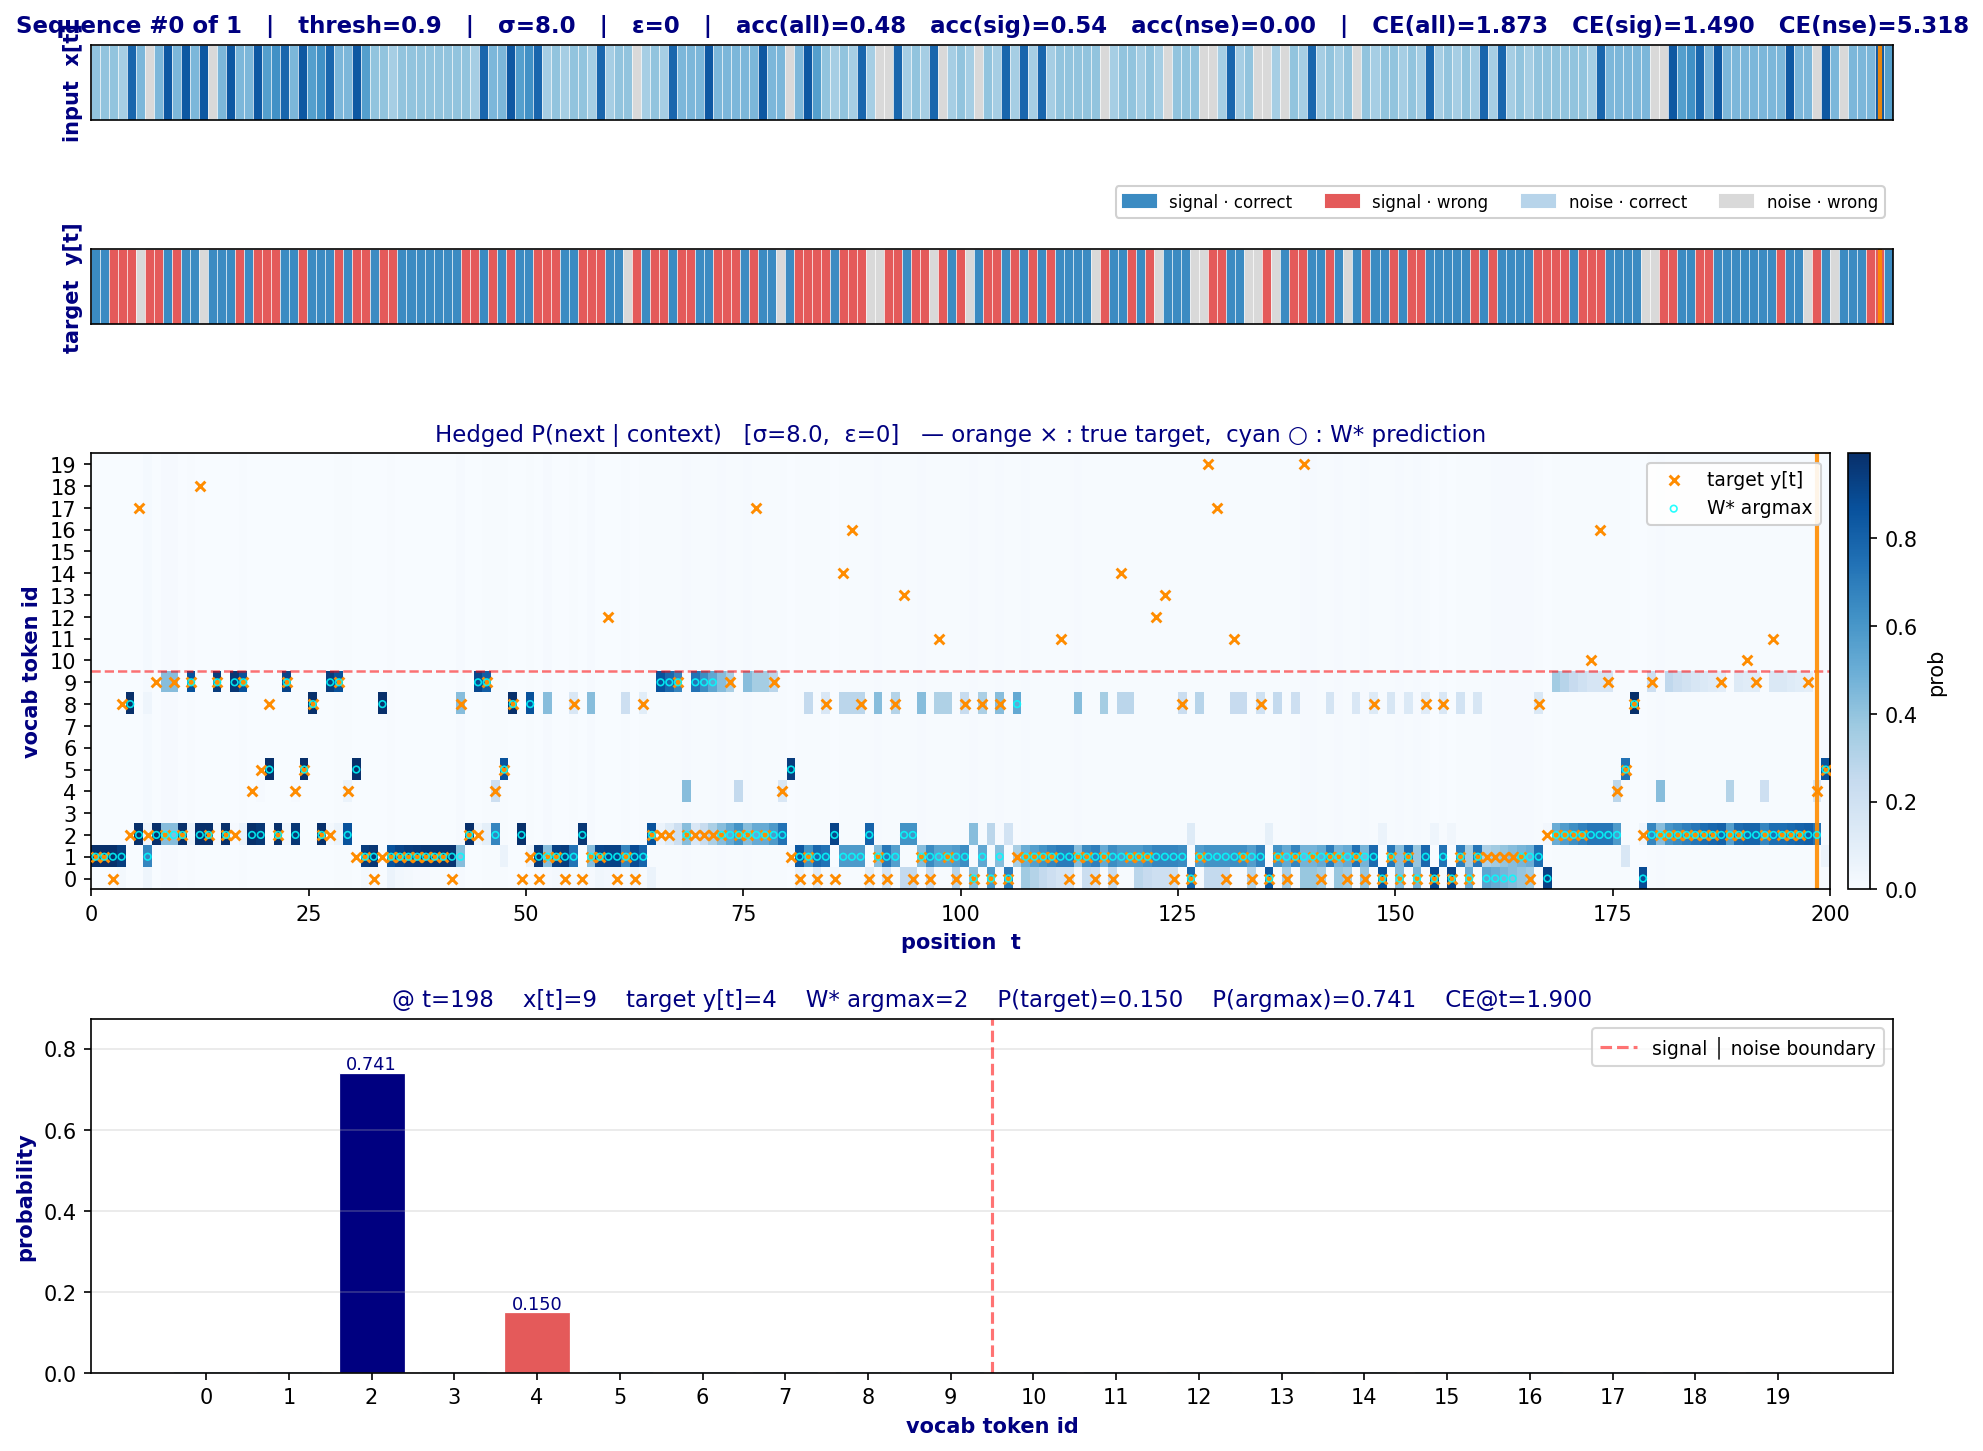 Sequence #0 of 1 | thresh=0.9 | σ=8.0 | ε=0 | acc(all)=0.48 acc(sig)=0.54 acc(nse)=0.00 | CE(all)=1.873 CE(sig)=1.490 CE(nse)=5.318
input x[t]
signal · correct signal · wrong noise · correct noise · wrong
target y[t]
Hedged P(next | context) [σ=8.0, ε=0] — orange × : true target, cyan ○ : W* prediction
target y[t]
W* argmax
vocab token id
19
18
17
16
15
14
13
12
11
10
9
8
7
6
5
4
3
2
1
0
0 25 50 75 100 125 150 175 200
position t
0.8
0.6
0.4
0.2
0.0
prob
@ t=198 x[t]=9 target y[t]=4 W* argmax=2 P(target)=0.150 P(argmax)=0.741 CE@t=1.900
signal | noise boundary
probability
0.8
0.6
0.4
0.2
0.0
0.741
0.150
0 1 2 3 4 5 6 7 8 9 10 11 12 13 14 15 16 17 18 19
vocab token id